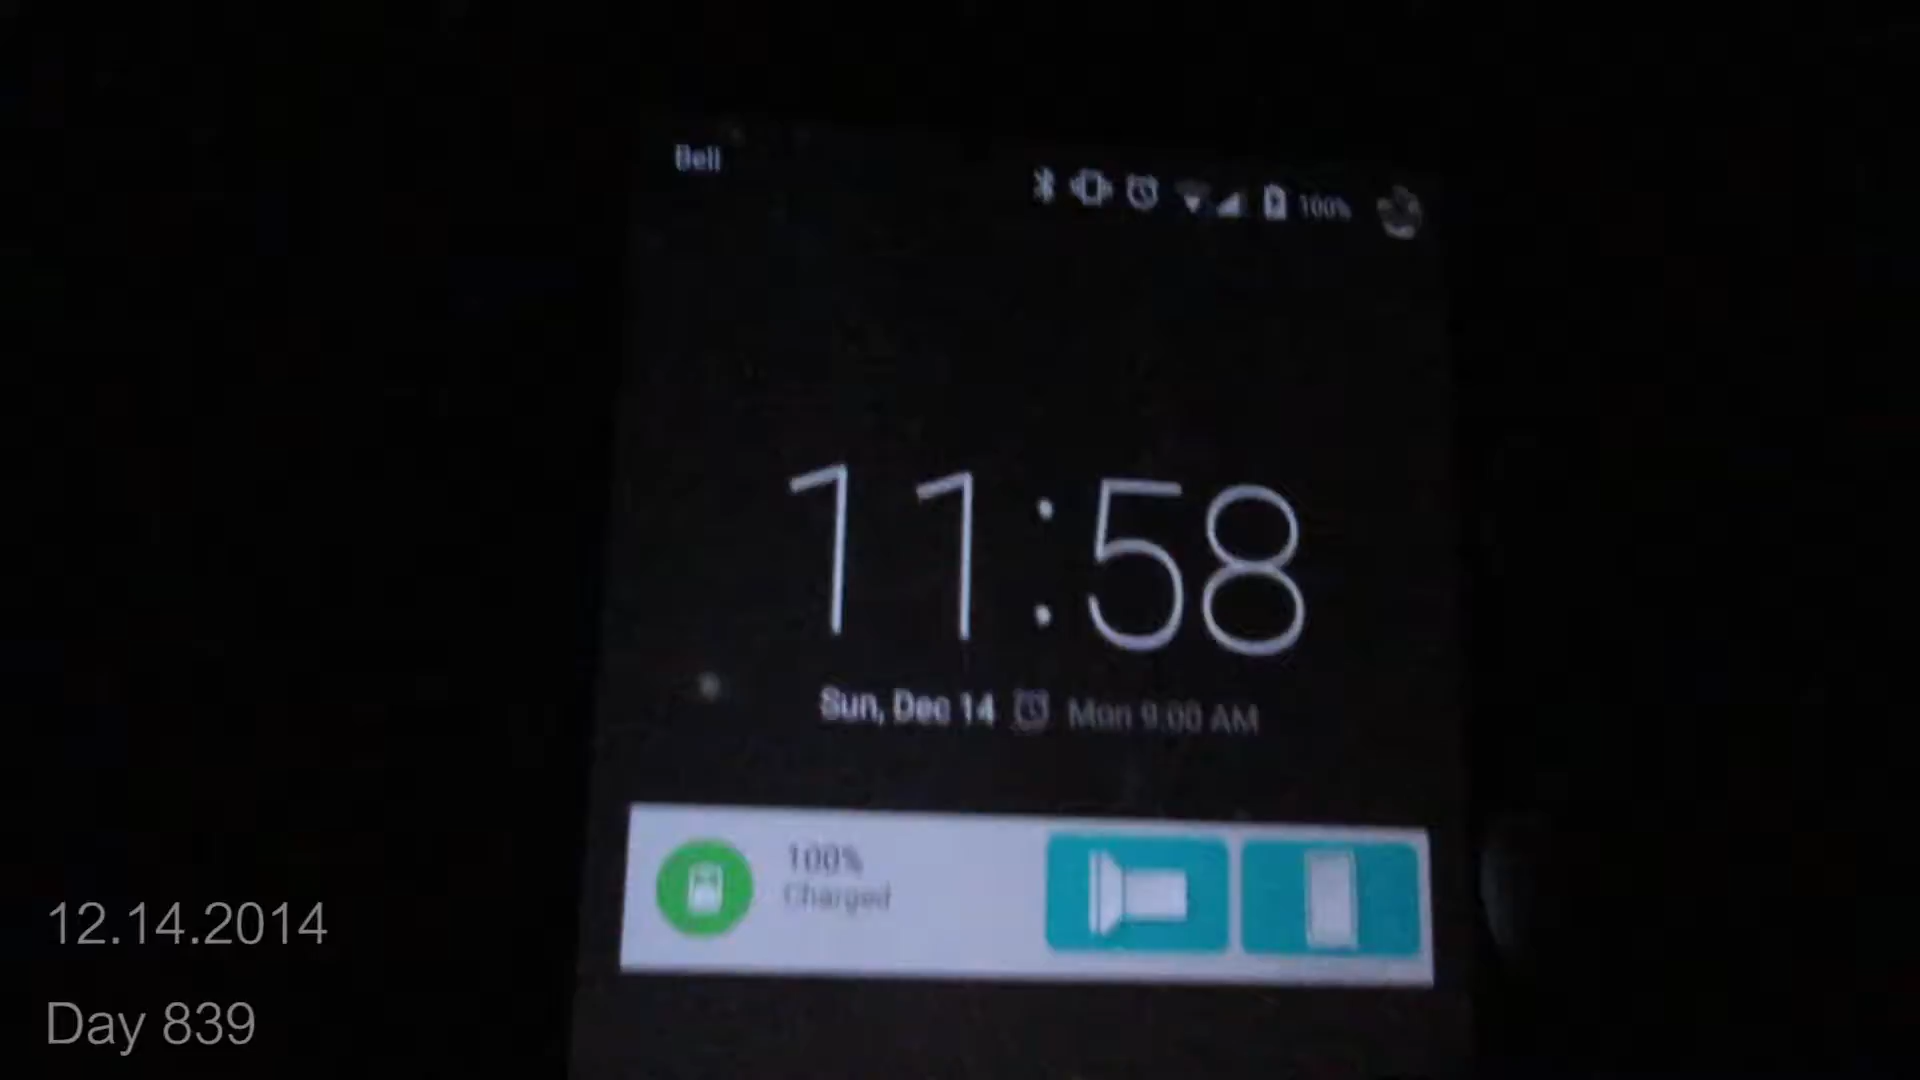 Bell
100%
11:58
Sun, Dec 14 Mon 9:00 AM
100%
Charged
12.14.2014
Day 839